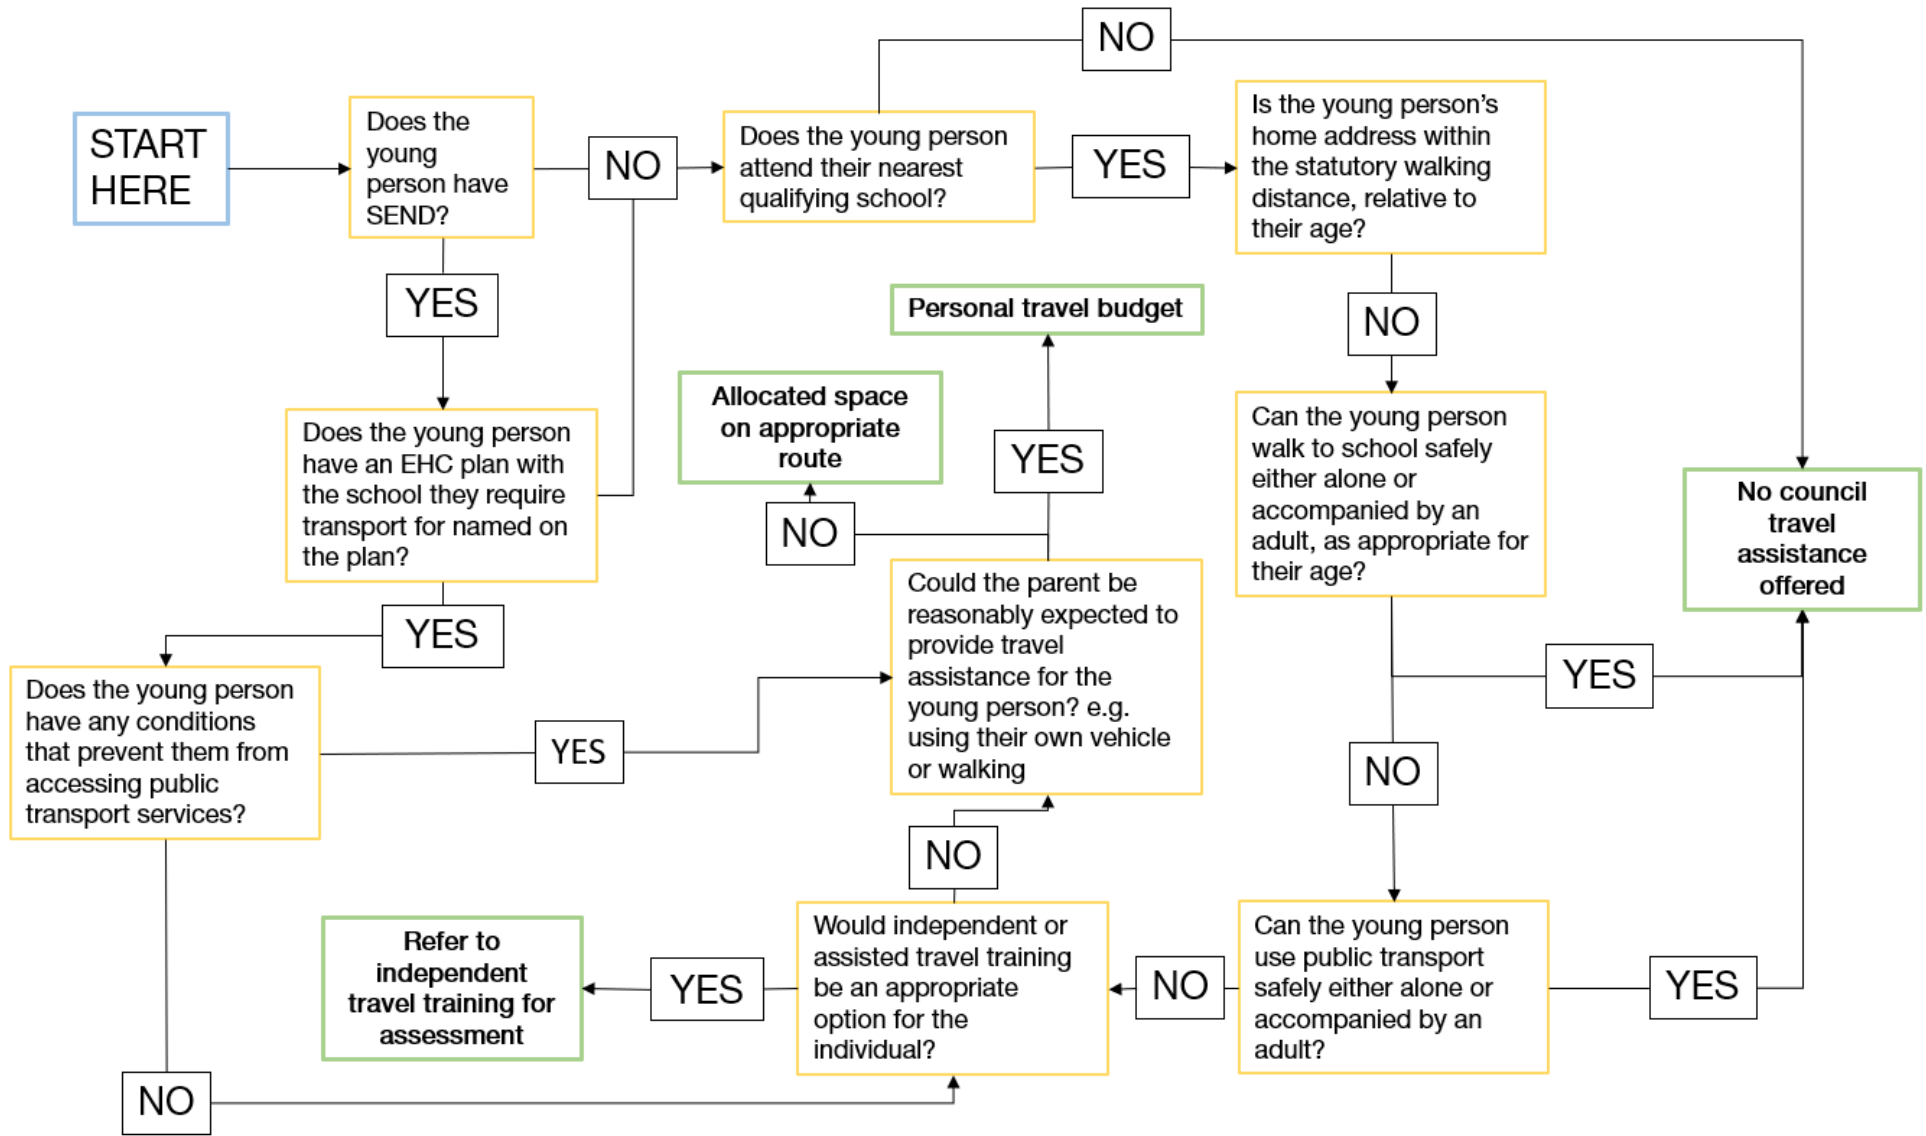 START
HERE
Does the
young
person have
SEND?
NO
Does the young person
attend their nearest
qualifying school?
NO
YES
Is the young person’s
home address within
the statutory walking
distance, relative to
their age?
YES
NO
Personal travel budget
Allocated space
on appropriate
route
YES
NO
Does the young person
have an EHC plan with
the school they require
transport for named on
the plan?
Can the young person
walk to school safely
either alone or
accompanied by an
adult, as appropriate for
their age?
No council
travel
assistance
offered
YES
Could the parent be
reasonably expected to
provide travel
assistance for the
young person? e.g.
using their own vehicle
or walking
YES
Does the young person
have any conditions
that prevent them from
accessing public
transport services?
YES
NO
NO
Refer to
independent
travel training for
assessment
YES
Would independent or
assisted travel training
be an appropriate
option for the
individual?
NO
Can the young person
use public transport
safely either alone or
accompanied by an
adult?
YES
NO